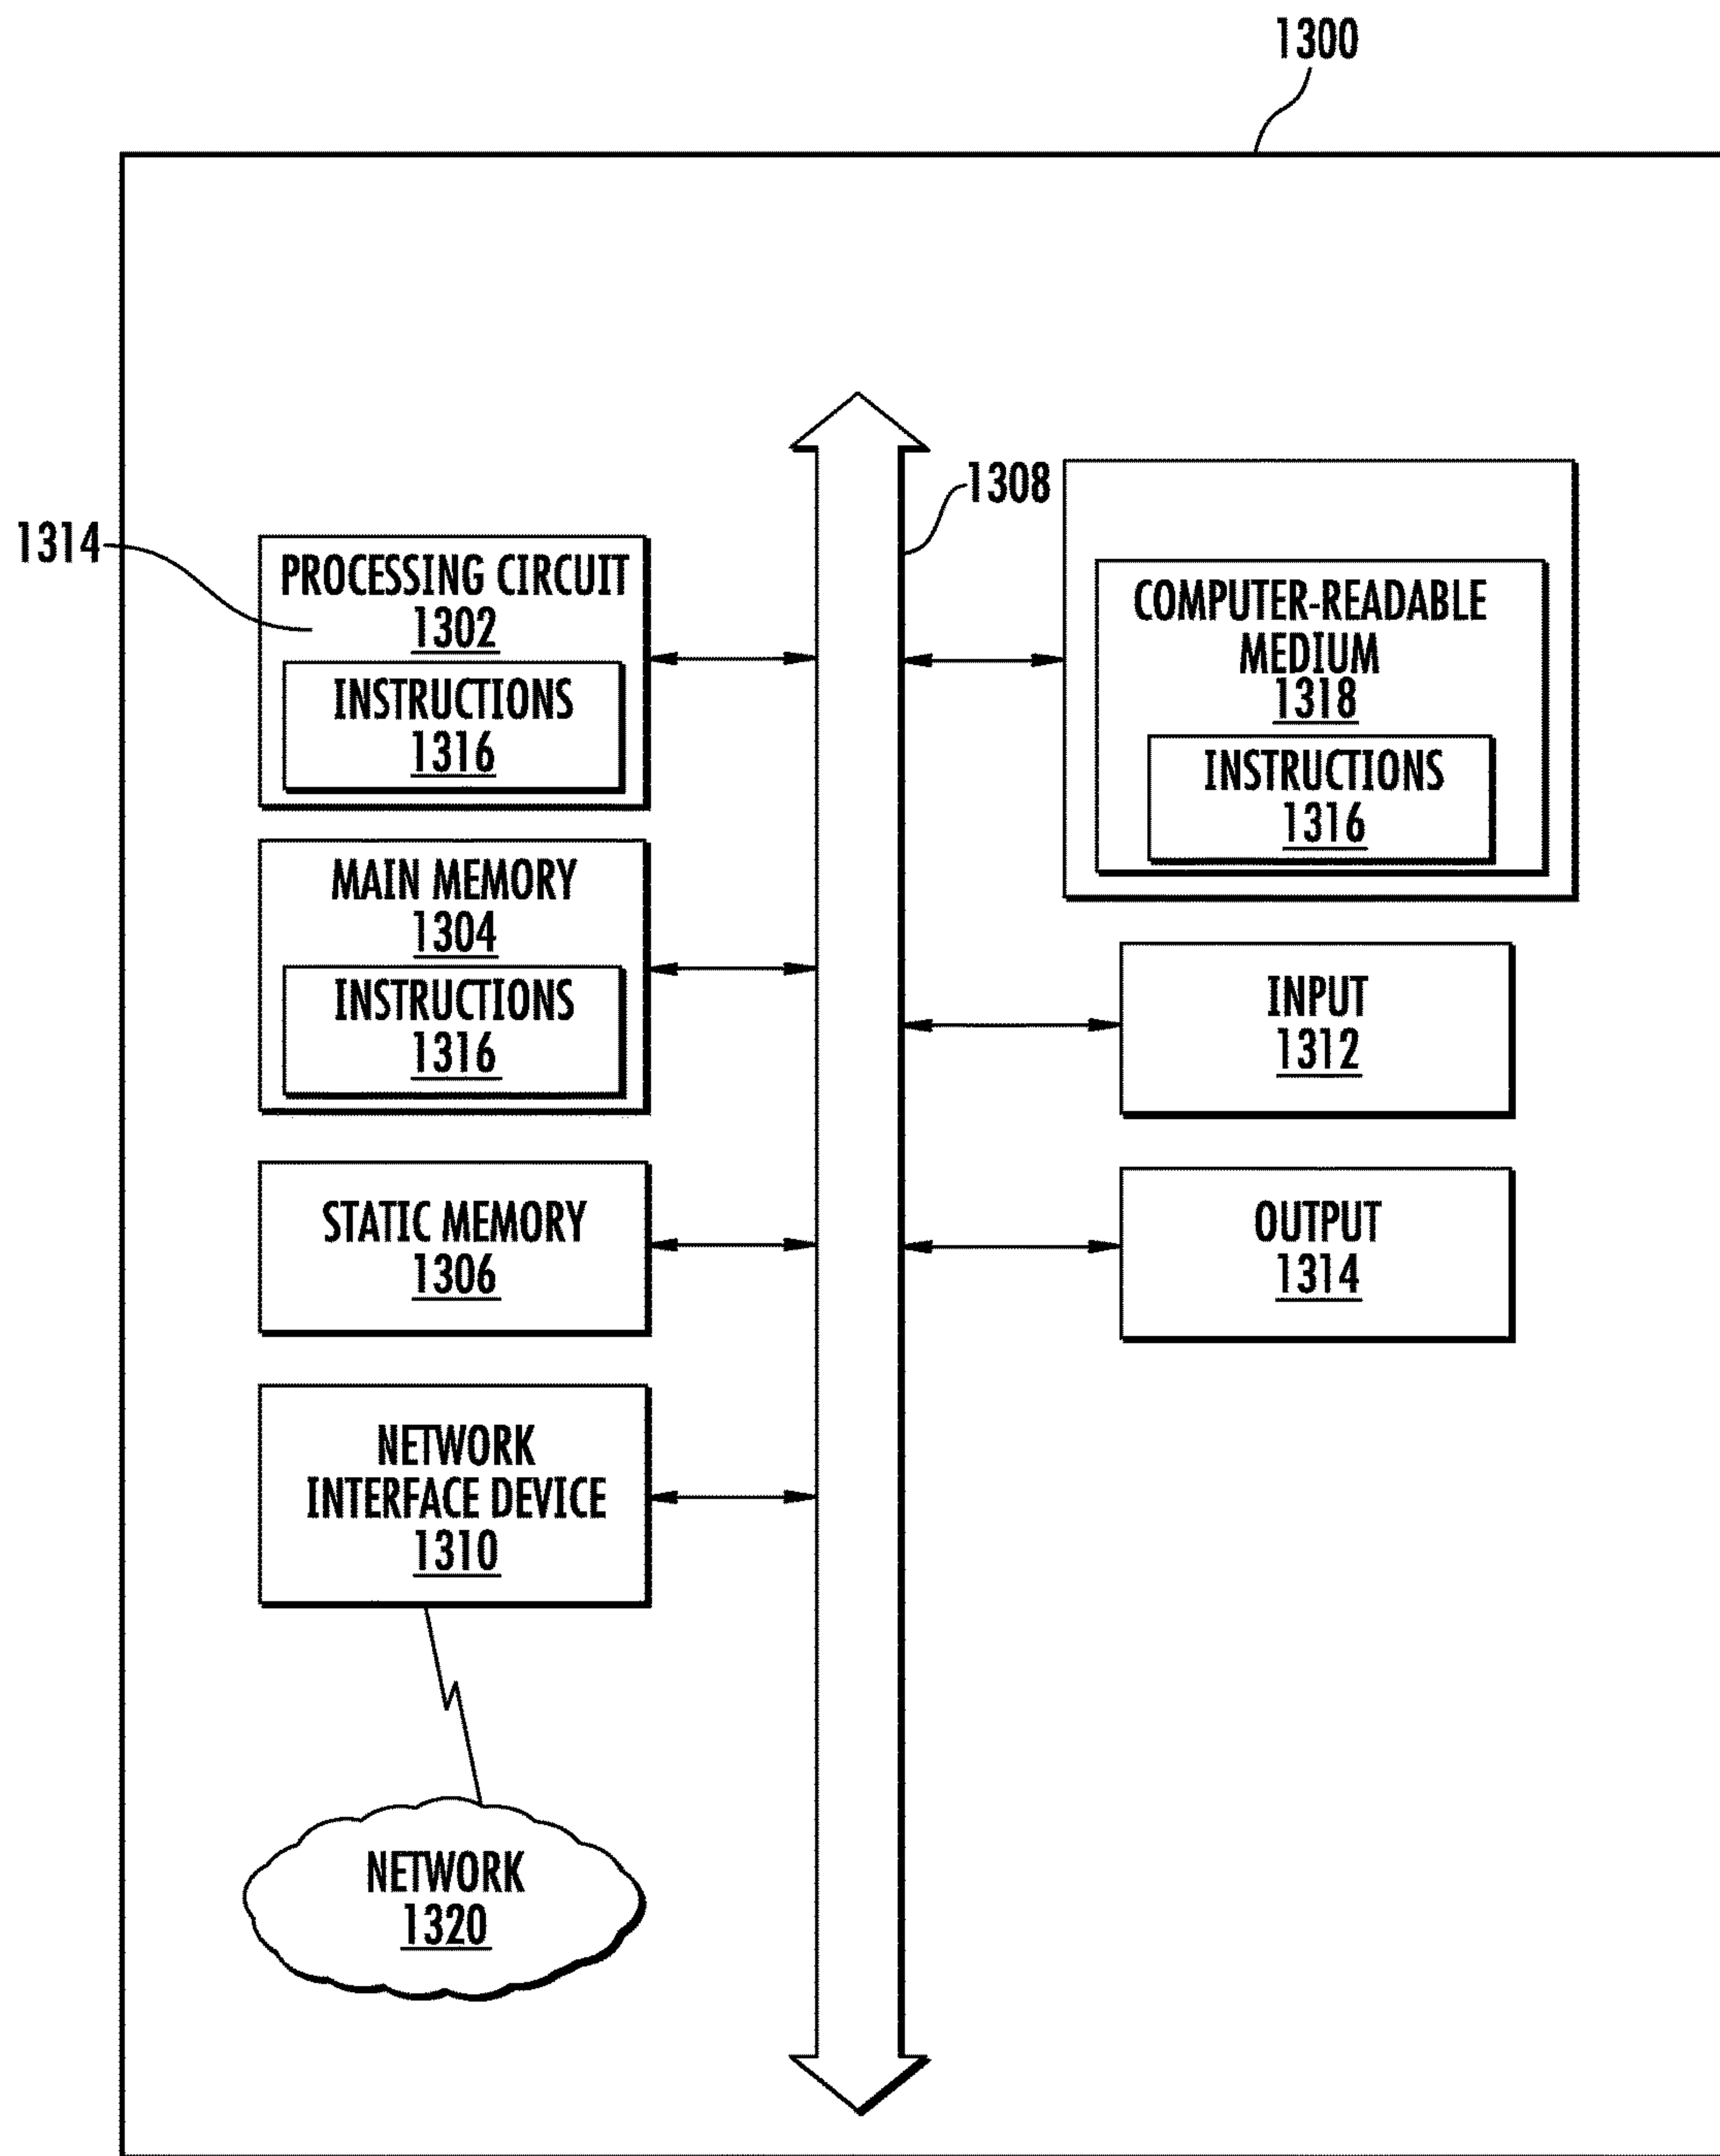 1300
1308
1314
PROCESSING CIRCUIT
1302
INSTRUCTIONS
1316
MAIN MEMORY
1304
INSTRUCTIONS
1316
STATIC MEMORY
1306
NETWORK
INTERFACE DEVICE
1310
NETWORK
1320
COMPUTER-READABLE
MEDIUM
1318
INSTRUCTIONS
1316
INPUT
1312
OUTPUT
1314